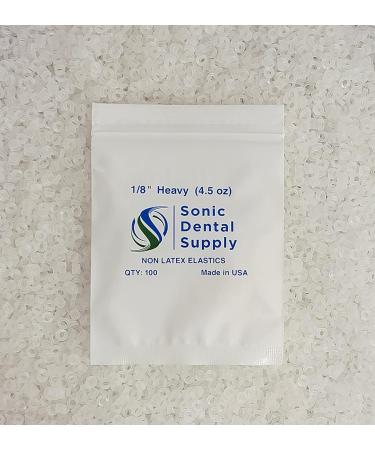 1/8" Heavy (4.5 oz)
Sonic
Dental
Supply
NON LATEX ELASTICS
QTY: 100 Made in USA